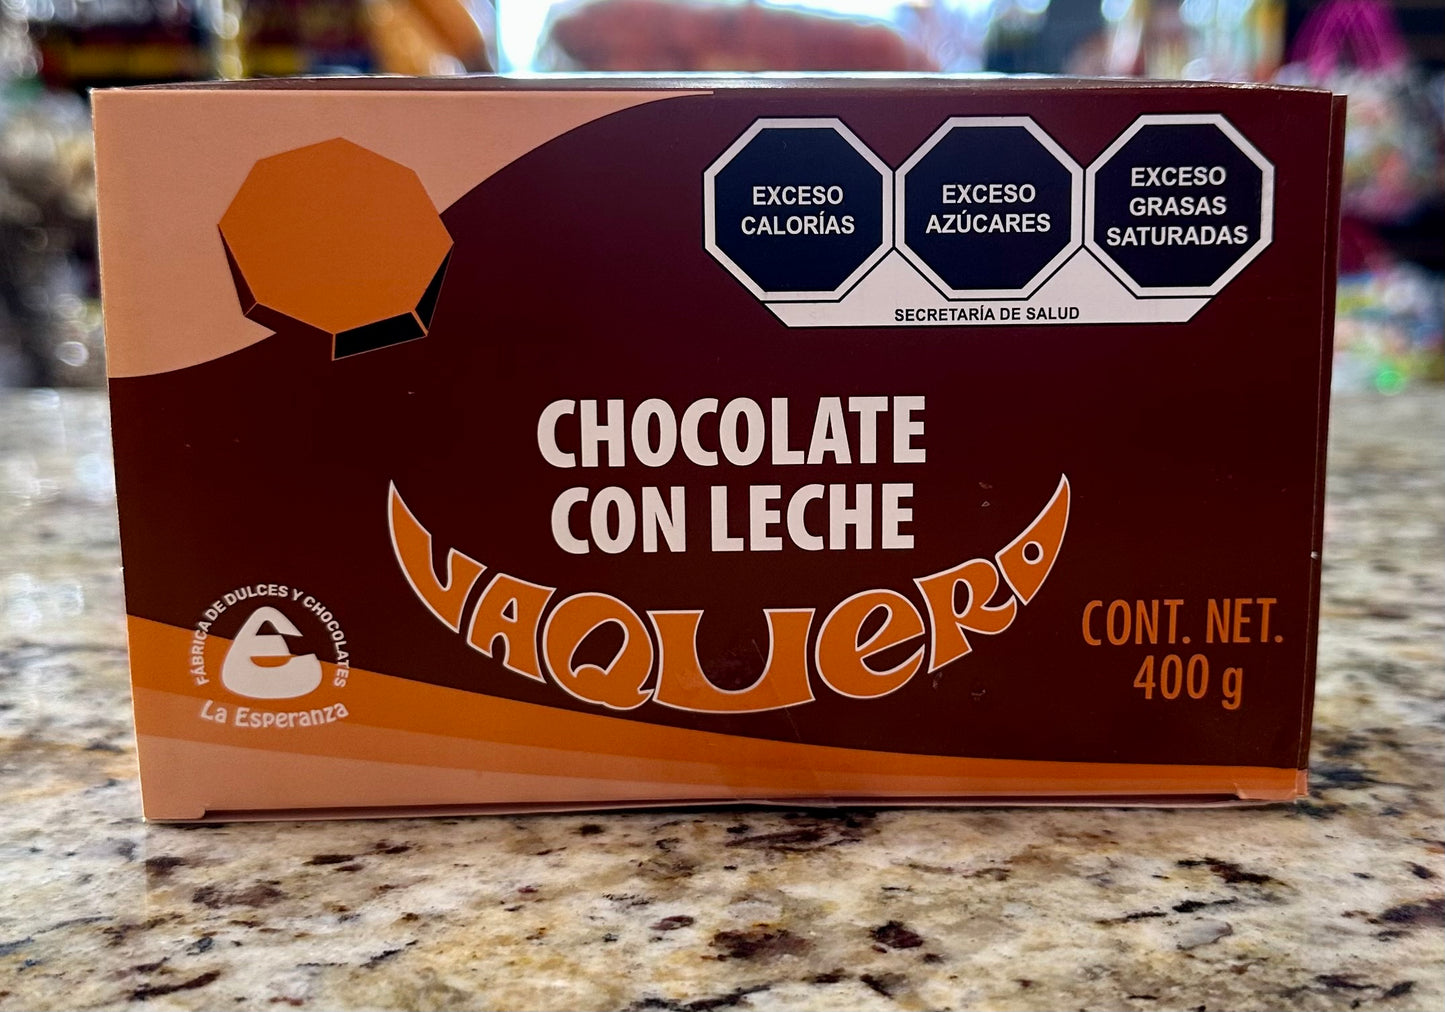 EXCESO
CALORÍAS
EXCESO
AZÚCARES
EXCESO
GRASAS
SATURADAS
SECRETARÍA DE SALUD
CHOCOLATE
CON LECHE
VAQUERO
CONT. NET.
400 g
FÁBRICA DE DULCES Y CHOCOLATES
La Esperanza